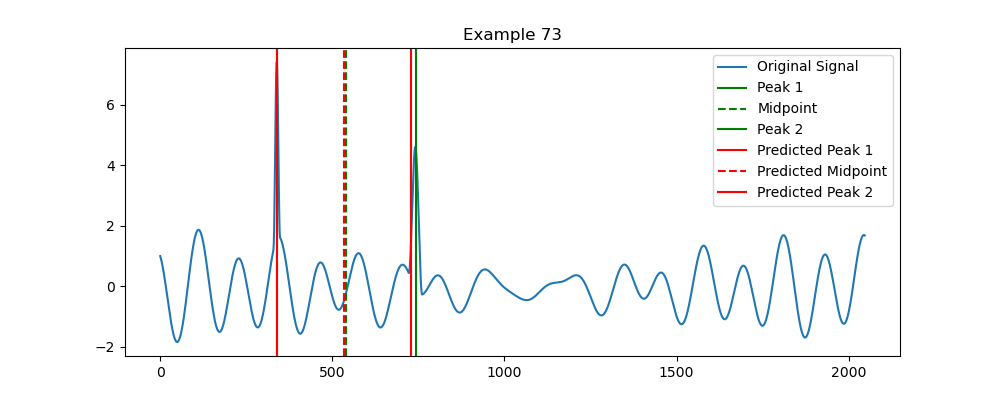 Example 73
Original Signal
Peak 1
Midpoint
Peak 2
Predicted Peak 1
Predicted Midpoint
Predicted Peak 2
6
4
2
0
−2
0
500
1000
1500
2000